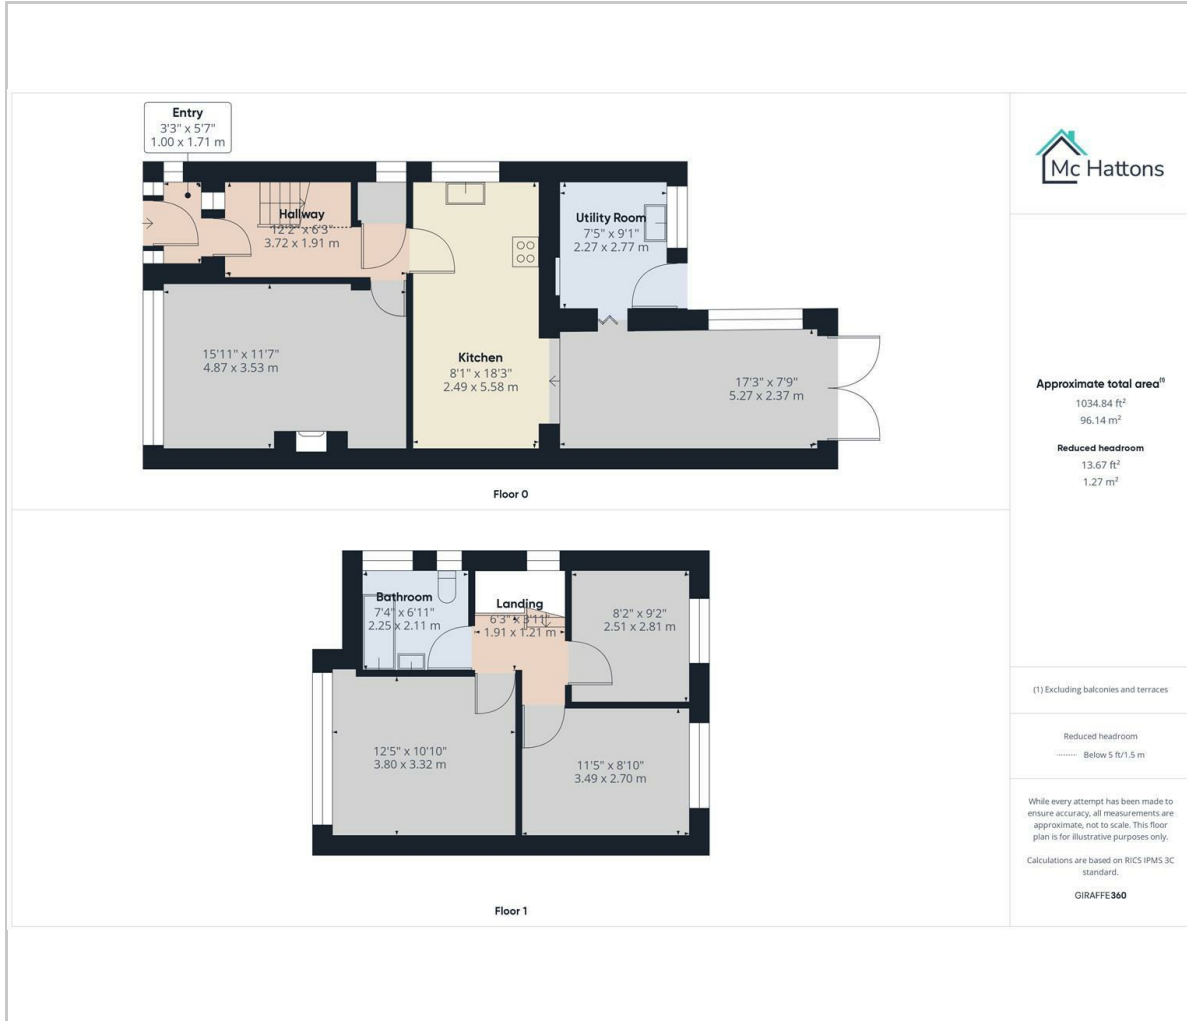 Entry
3'3" x 5'7"
1.00 x 1.71 m
Hallway
12'2" x 6'3"
3.72 x 1.91 m
Utility Room
7'5" x 9'1"
2.27 x 2.77 m
15'11" x 11'7"
4.87 x 3.53 m
Kitchen
8'1" x 18'3"
2.49 x 5.58 m
17'3" x 7'9"
5.27 x 2.37 m
Floor 0
Bathroom
7'4" x 6'11"
2.25 x 2.11 m
Landing
6'3" x 3'11"
1.91 x 1.21 m
8'2" x 9'2"
2.51 x 2.81 m
12'5" x 10'10"
3.80 x 3.32 m
11'5" x 8'10"
3.49 x 2.70 m
Floor 1
Mc Hattons
Approximate total area⁽¹⁾
1034.84 ft²
96.14 m²
Reduced headroom
13.67 ft²
1.27 m²
(1) Excluding balconies and terraces
Reduced headroom
Below 5 ft/1.5 m
While every attempt has been made to
ensure accuracy, all measurements are
approximate, not to scale. This floor
plan is for illustrative purposes only.
Calculations are based on RICS IPMS 3C
standard.
GIRAFFE360